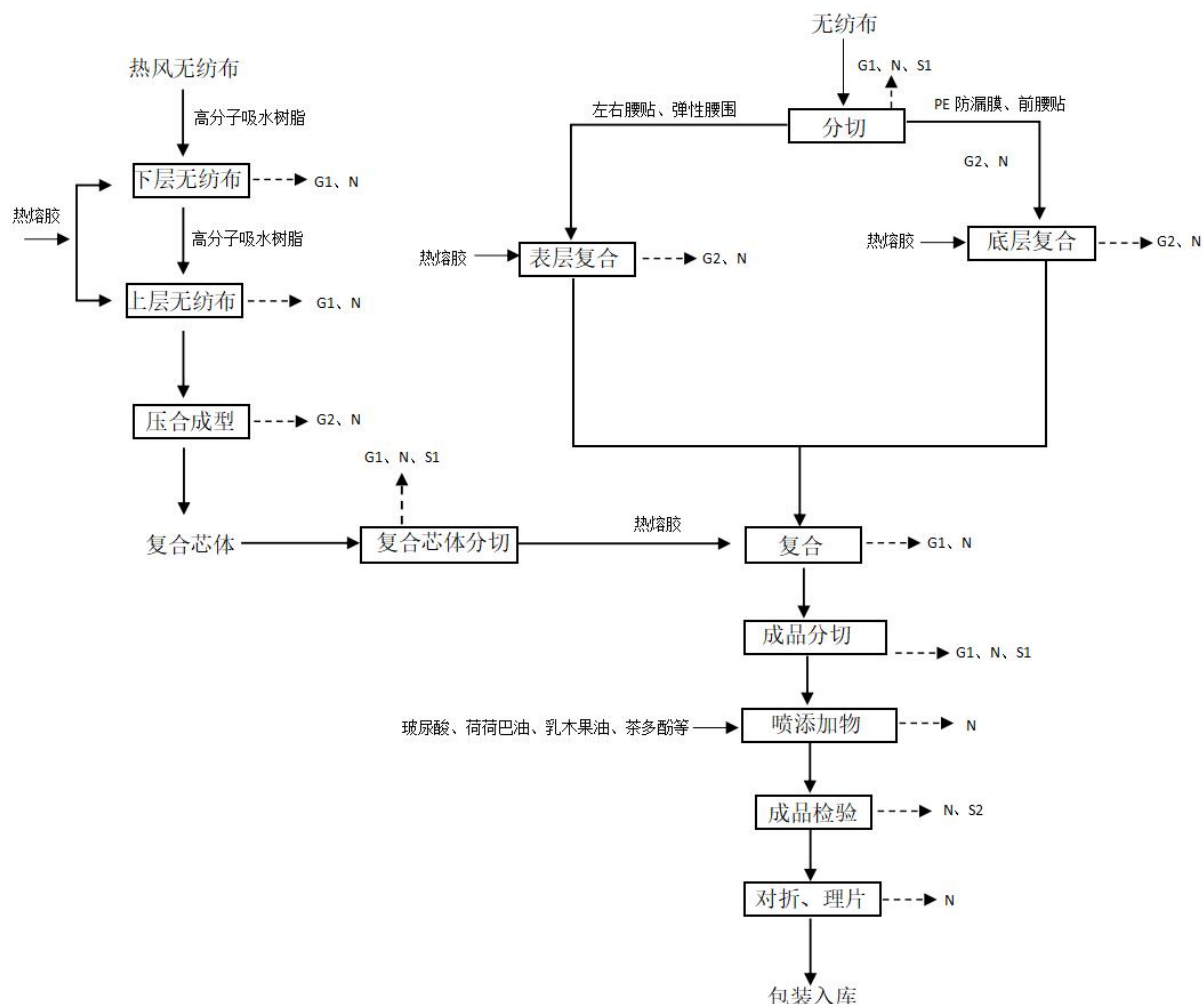 无纺布
热风无纺布
G1、N、S1
高分子吸水树脂
左右腰贴、弹性腰围
分切
PE 防漏膜、前腰贴
G2、N
下层无纺布
G1、N
热熔胶
高分子吸水树脂
热熔胶
表层复合
G2、N
热熔胶
底层复合
G2、N
上层无纺布
G1、N
压合成型
G2、N
G1、N、S1
复合芯体
复合芯体分切
热熔胶
复合
G1、N
成品分切
G1、N、S1
玻尿酸、荷荷巴油、乳木果油、茶多酚等
喷添加物
N
成品检验
N、S2
对折、理片
N
包装入库